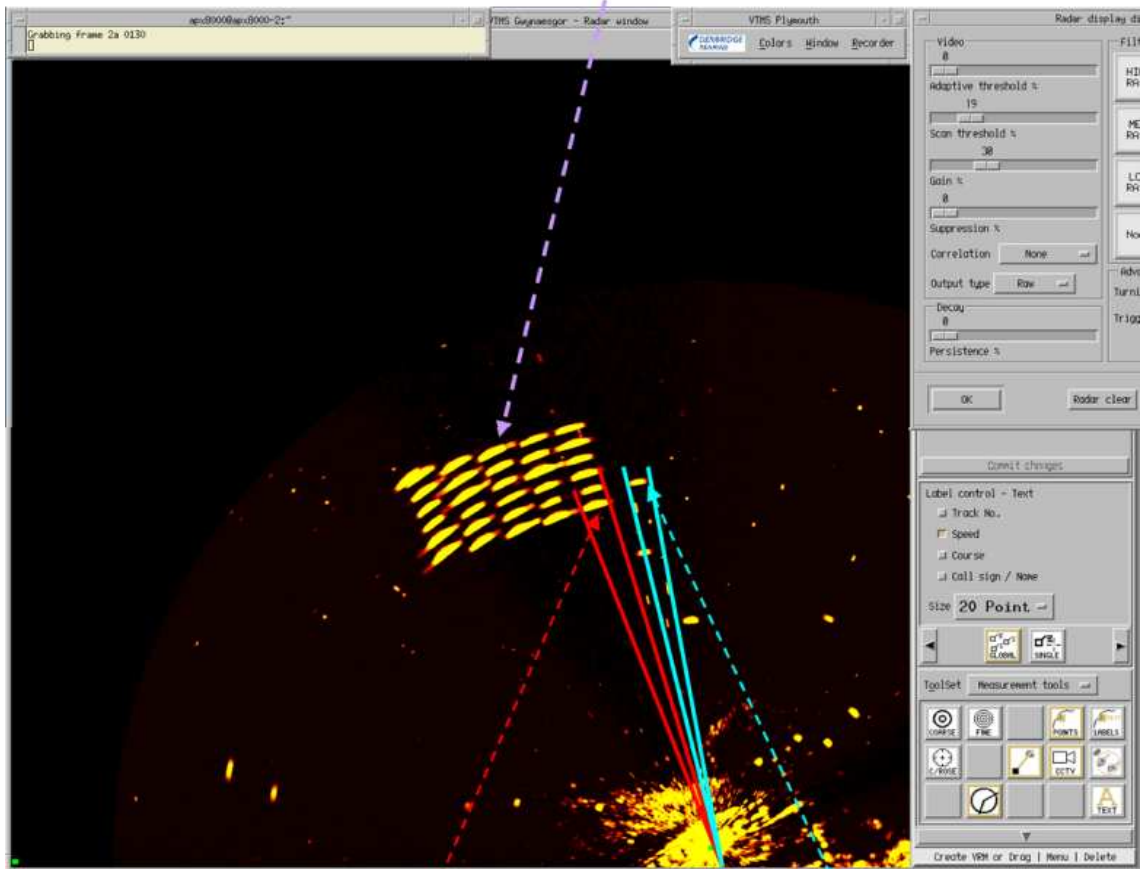 apx8000@apx8000-2:~
Grabbing frame 2a 0130
VTMS Gwynaesgor - Radar window
VTMS Plymouth
Colors Window Recorder
Radar display
Video
0
Adaptive threshold %
19
Scan threshold %
30
Gain %
0
Suppression %
Correlation None
Output type Raw
Decay
0
Persistence %
OK
Radar clear
Commit changes
Label control - Text
Track No.
Speed
Course
Call sign / Name
Size 20 Point
GLOBAL SINGLE
ToolSet Measurement tools
COARSE FINE POINTS LABELS
C/ROSE CCTV
TEXT
Create VRM or Drag | Menu | Delete